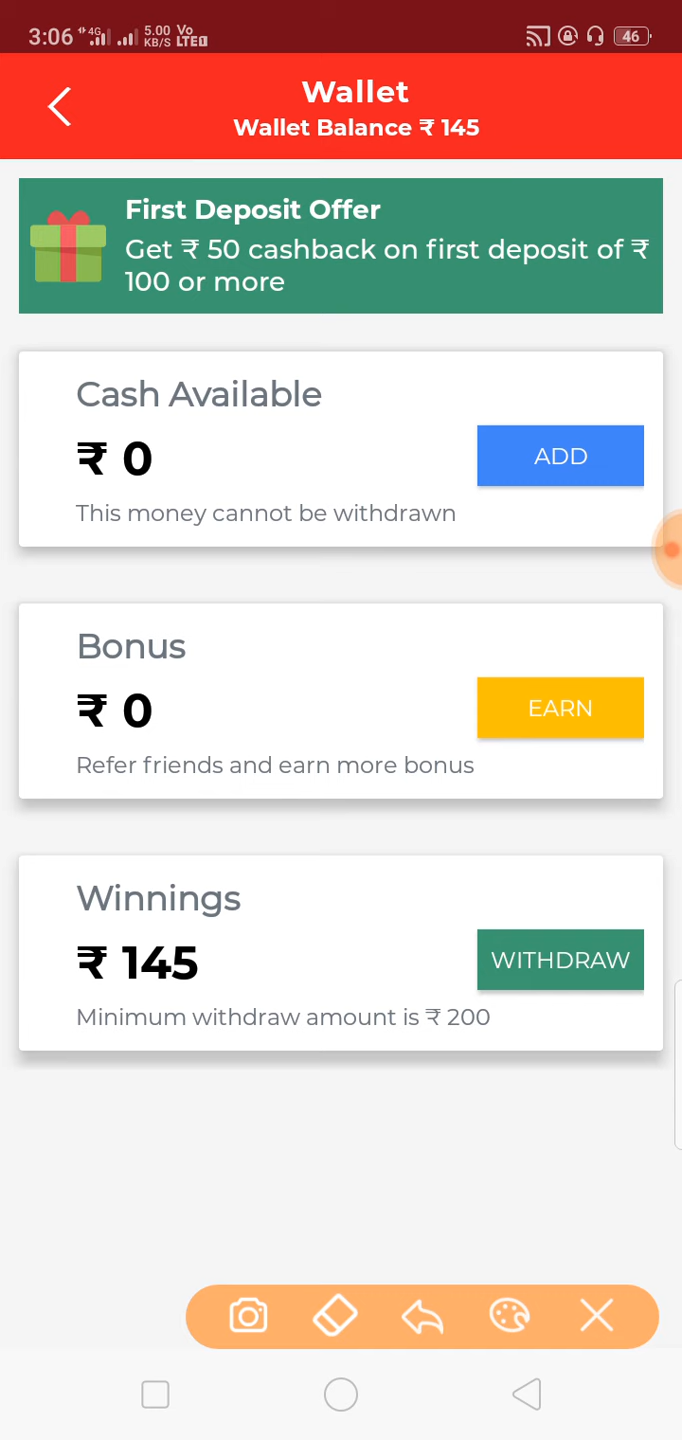 3:06 4G 5.00 KB/S Vo LTE1 46
Wallet
Wallet Balance ₹ 145
First Deposit Offer
Get ₹ 50 cashback on first deposit of ₹
100 or more
Cash Available
₹ 0
ADD
This money cannot be withdrawn
Bonus
₹ 0
EARN
Refer friends and earn more bonus
Winnings
₹ 145
WITHDRAW
Minimum withdraw amount is ₹ 200